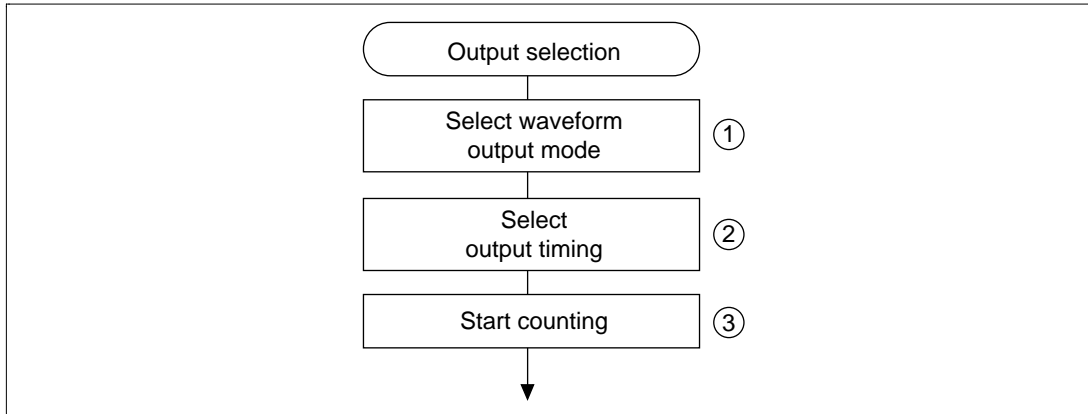 Output selection
Select waveform
output mode
①
Select
output timing
②
Start counting
③